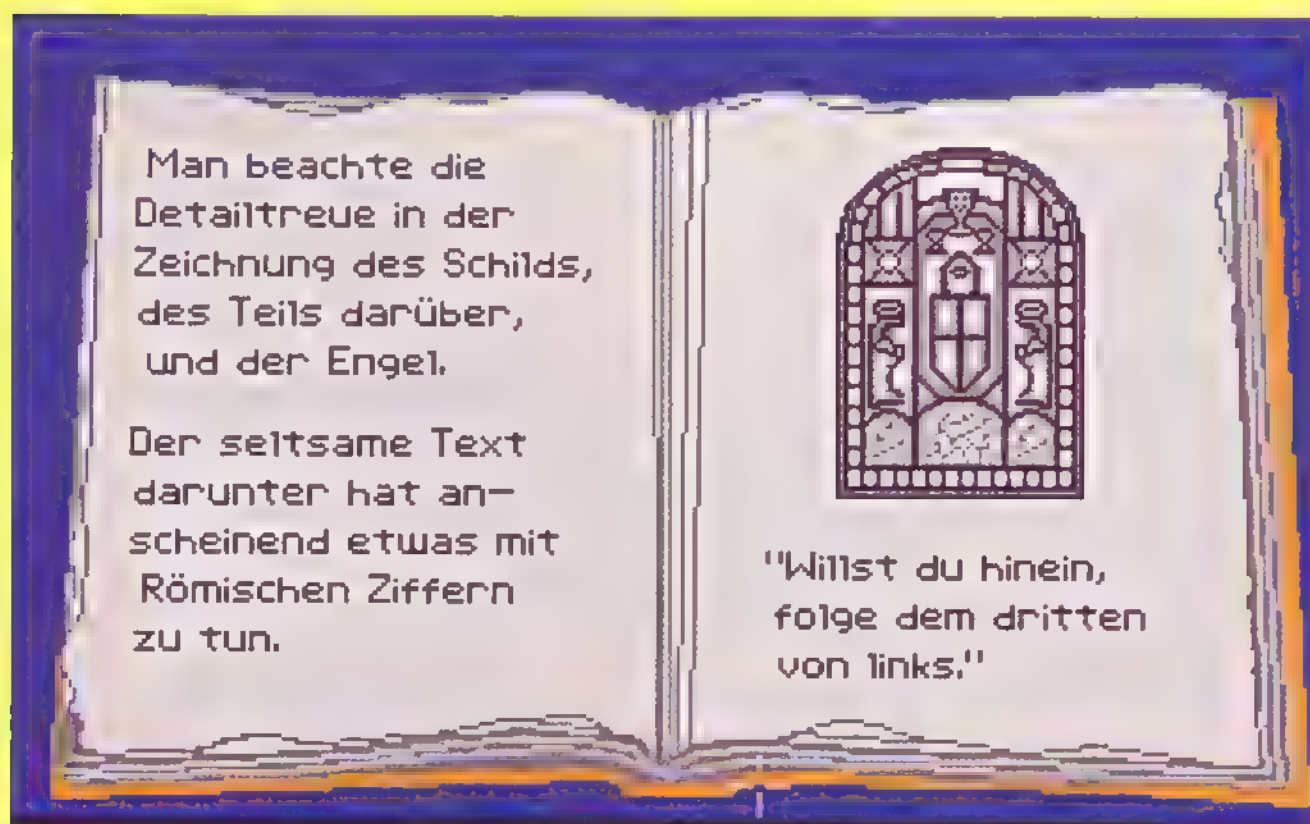 Man beachte die
Detailtreue in der
Zeichnung des Schilds,
des Teils darüber,
und der Engel.
Der seltsame Text
darunter hat an-
scheinend etwas mit
Römischen Ziffern
zu tun.
"Willst du hinein,
folge dem dritten
von links."